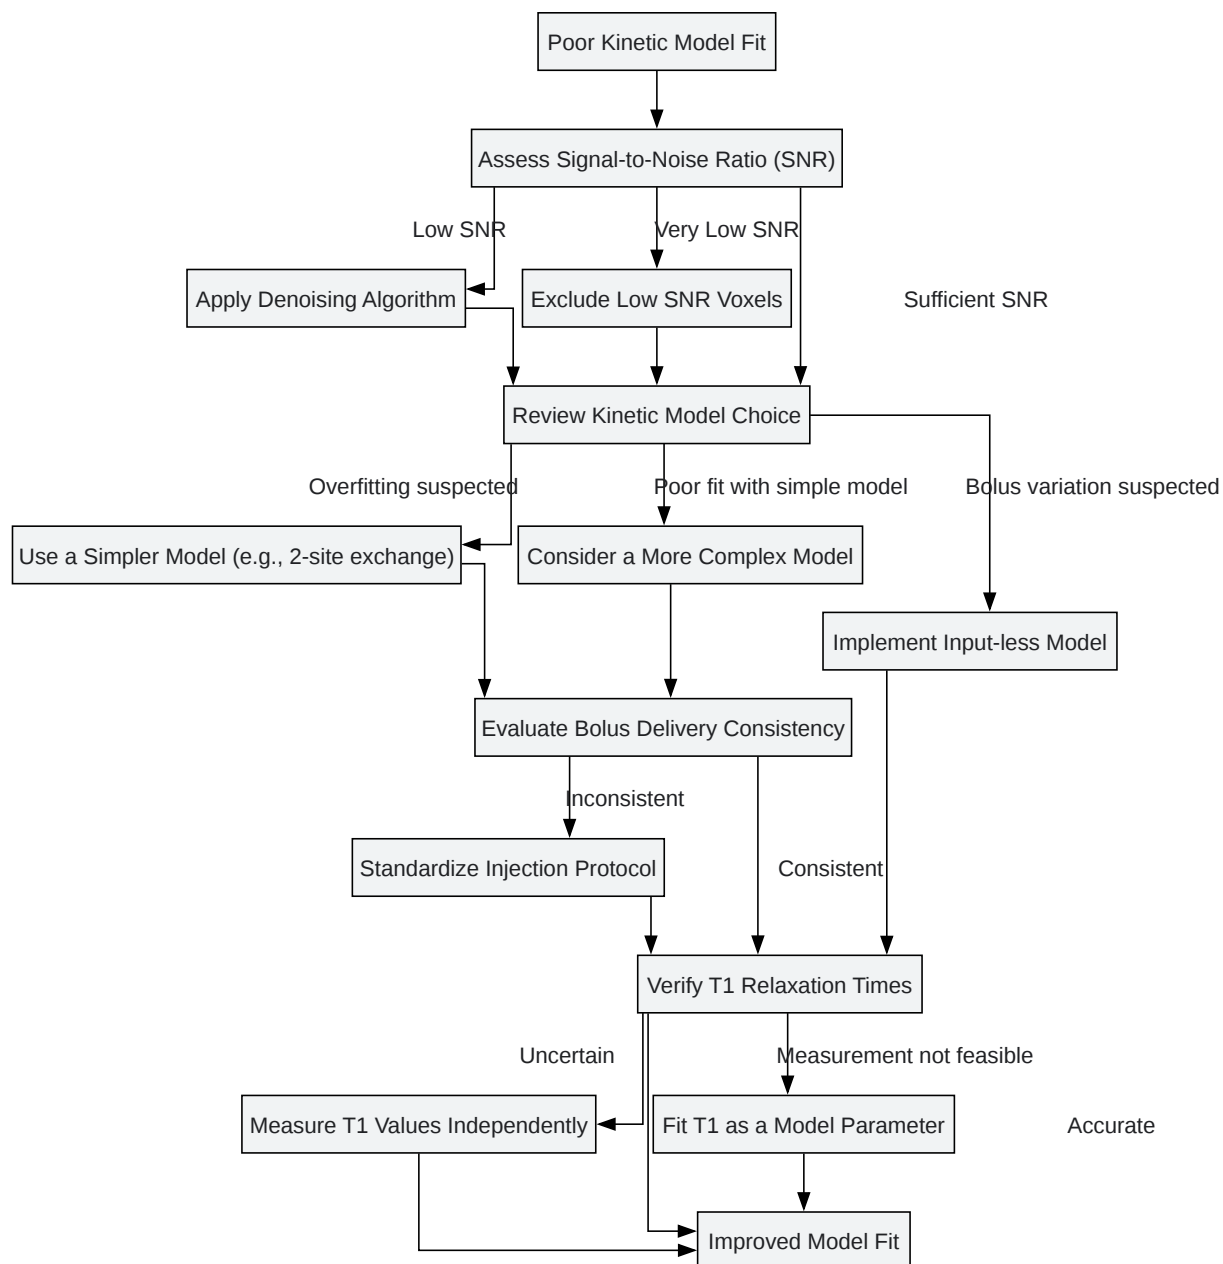 Poor Kinetic Model Fit
Assess Signal-to-Noise Ratio (SNR)
Low SNR
Very Low SNR
Apply Denoising Algorithm
Exclude Low SNR Voxels
Sufficient SNR
Review Kinetic Model Choice
Overfitting suspected
Poor fit with simple model
Bolus variation suspected
Use a Simpler Model (e.g., 2-site exchange)
Consider a More Complex Model
Implement Input-less Model
Evaluate Bolus Delivery Consistency
Inconsistent
Standardize Injection Protocol
Consistent
Verify T1 Relaxation Times
Uncertain
Measurement not feasible
Measure T1 Values Independently
Fit T1 as a Model Parameter
Accurate
Improved Model Fit